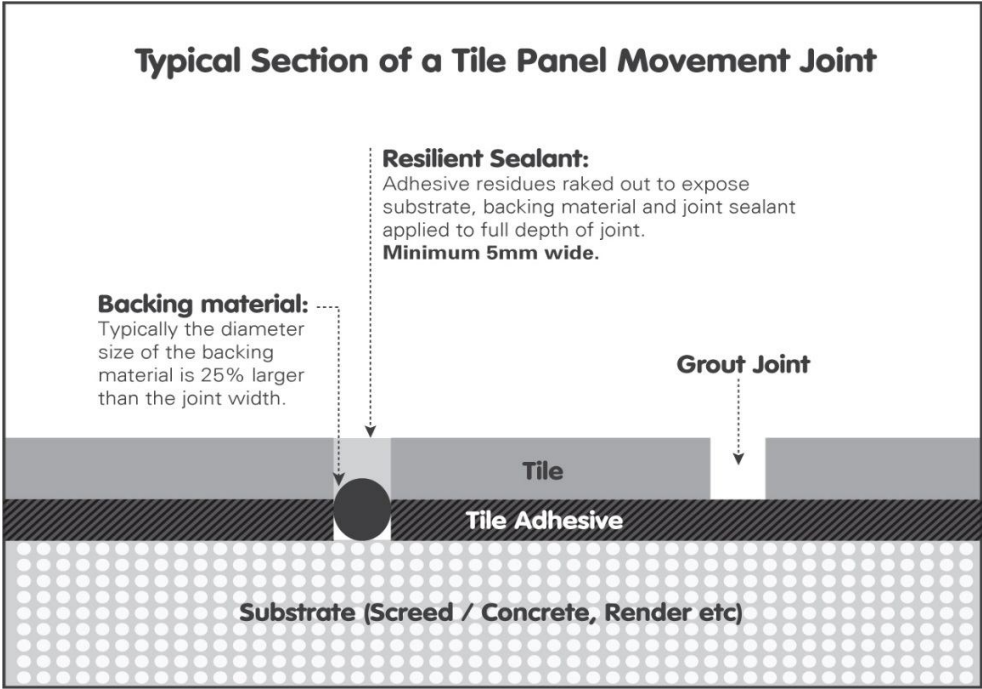 Typical Section of a Tile Panel Movement Joint
Resilient Sealant:
Adhesive residues raked out to expose
substrate, backing material and joint sealant
applied to full depth of joint.
Minimum 5mm wide.
Backing material:
Typically the diameter
size of the backing
material is 25% larger
than the joint width.
Grout Joint
Tile
Tile Adhesive
Substrate (Screed / Concrete, Render etc)